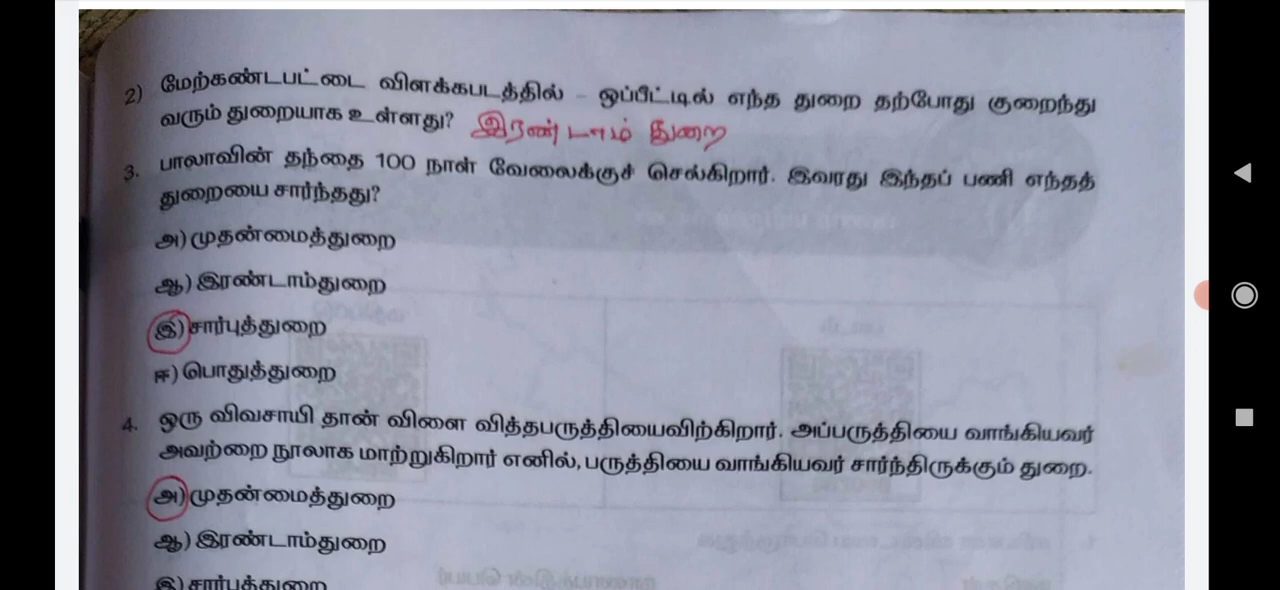 2) மேற்கண்டபட்டை விளக்கபடத்தில் - ஒப்பீட்டில் எந்த துறை தற்போது குறைந்து
வரும் துறையாக உள்ளது? இரண்டாம் துறை
3. பாலாவின் தந்தை 100 நாள் வேலைக்குச் செல்கிறார். இவரது இந்தப் பணி எந்தத்
துறையை சார்ந்தது?
அ) முதன்மைத்துறை
ஆ) இரண்டாம்துறை
இ) சார்புத்துறை
ஈ) பொதுத்துறை
4. ஒரு விவசாயி தான் விளை வித்தபருத்தியைவிற்கிறார். அப்பருத்தியை வாங்கியவர்
அவற்றை நூலாக மாற்றுகிறார் எனில், பருத்தியை வாங்கியவர் சார்ந்திருக்கும் துறை.
அ) முதன்மைத்துறை
ஆ) இரண்டாம்துறை
இ) சார்புத்துறை